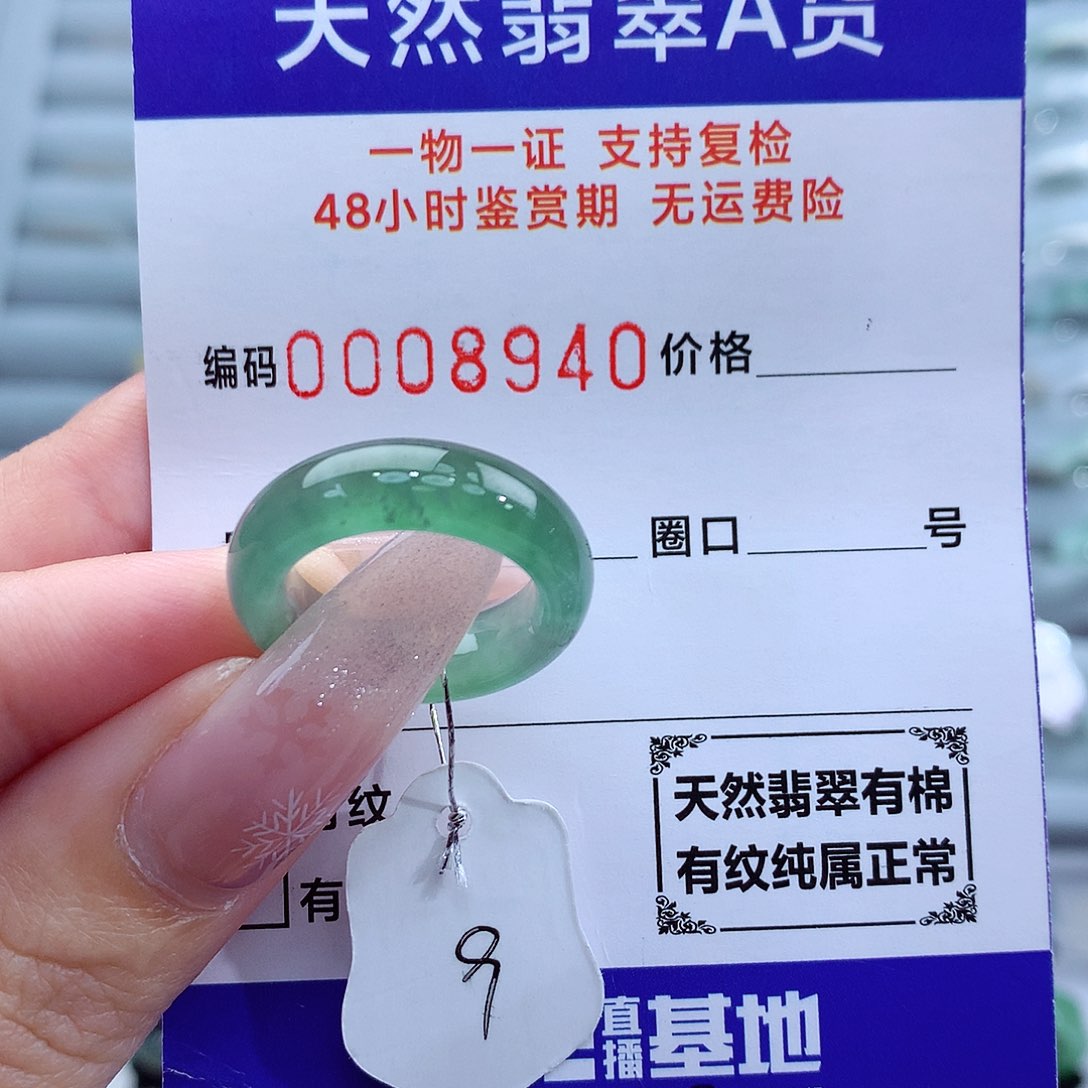 天然翡翠A货
一物一证 支持复检
48小时鉴赏期 无运费险
编码0008940价格
圈口 号
有纹
天然翡翠有棉
有纹纯属正常
有
9
直播基地